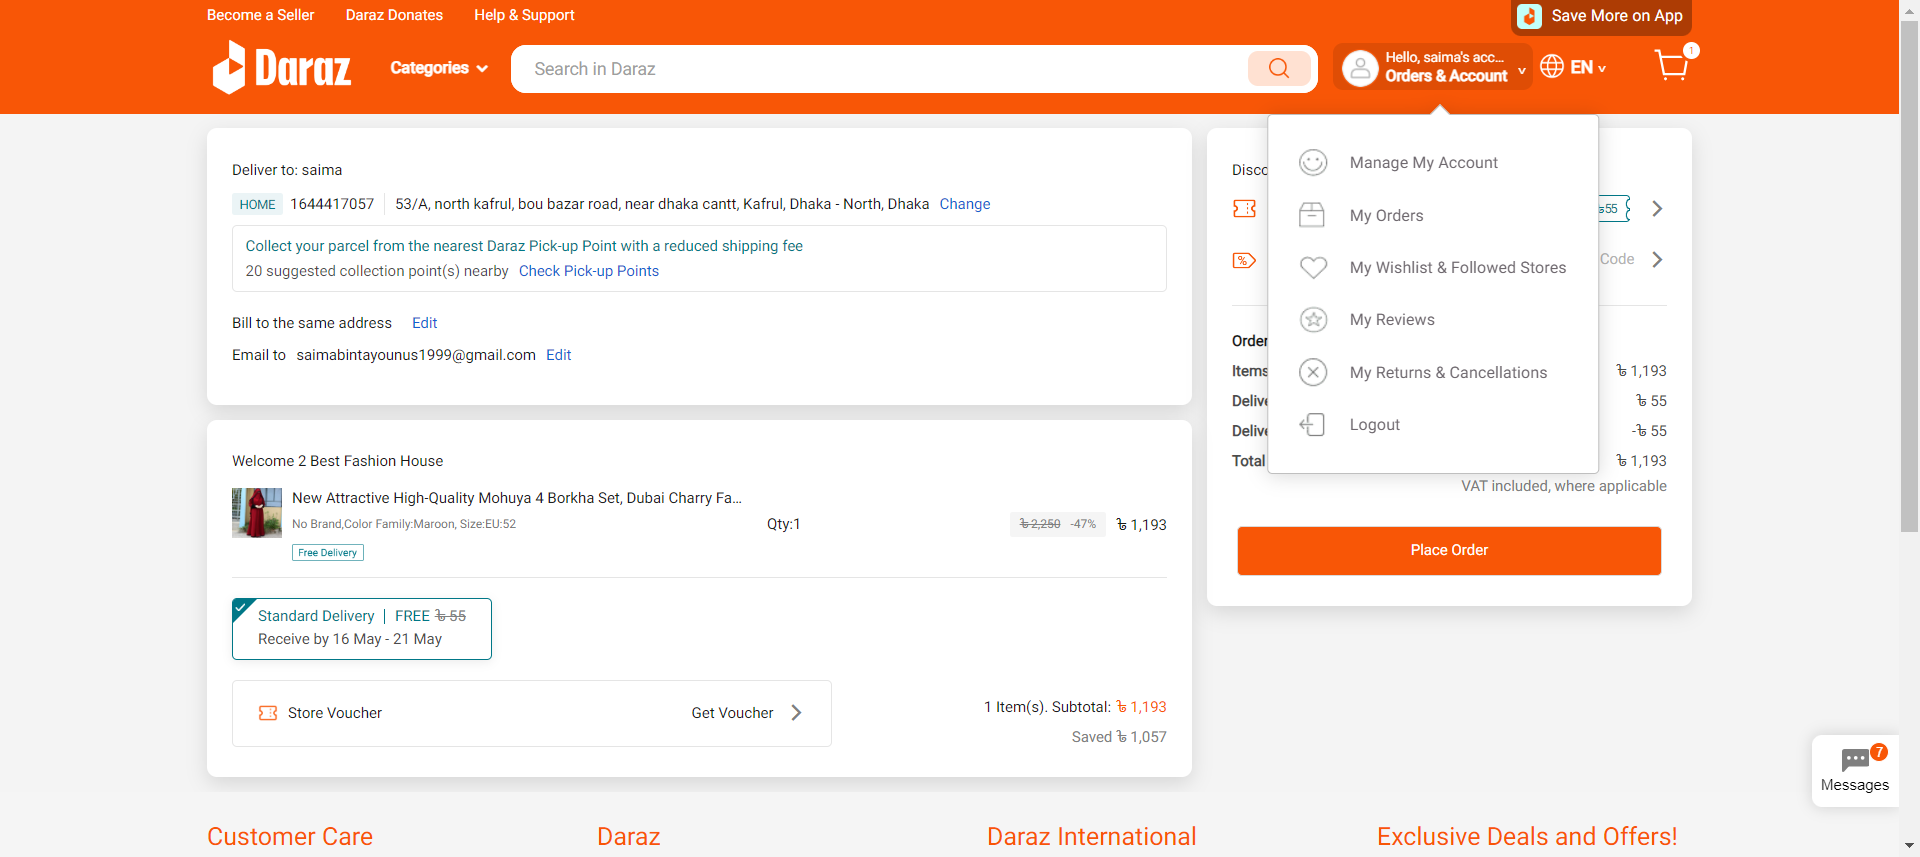 Become a Seller
Daraz Donates
Help & Support
Save More on App
Daraz
Categories
Search in Daraz
Hello, saima's acc...
Orders & Account
EN
1
Manage My Account
My Orders
My Wishlist & Followed Stores
My Reviews
My Returns & Cancellations
Logout
Deliver to: saima
HOME 1644417057 53/A, north kafrul, bou bazar road, near dhaka cantt, Kafrul, Dhaka - North, Dhaka Change
Collect your parcel from the nearest Daraz Pick-up Point with a reduced shipping fee
20 suggested collection point(s) nearby Check Pick-up Points
Bill to the same address Edit
Email to saimabintayounus1999@gmail.com Edit
Welcome 2 Best Fashion House
New Attractive High-Quality Mohuya 4 Borkha Set, Dubai Charry Fa...
No Brand,Color Family:Maroon, Size:EU:52
Qty:1
৳ 2,250 -47% ৳ 1,193
Free Delivery
Standard Delivery | FREE ৳ 55
Receive by 16 May - 21 May
Store Voucher Get Voucher
1 Item(s). Subtotal: ৳ 1,193
Saved ৳ 1,057
Disco
৳55
Code
Order
Items ৳ 1,193
Delive ৳ 55
Delive -৳ 55
Total ৳ 1,193
VAT included, where applicable
Place Order
7
Messages
Customer Care
Daraz
Daraz International
Exclusive Deals and Offers!